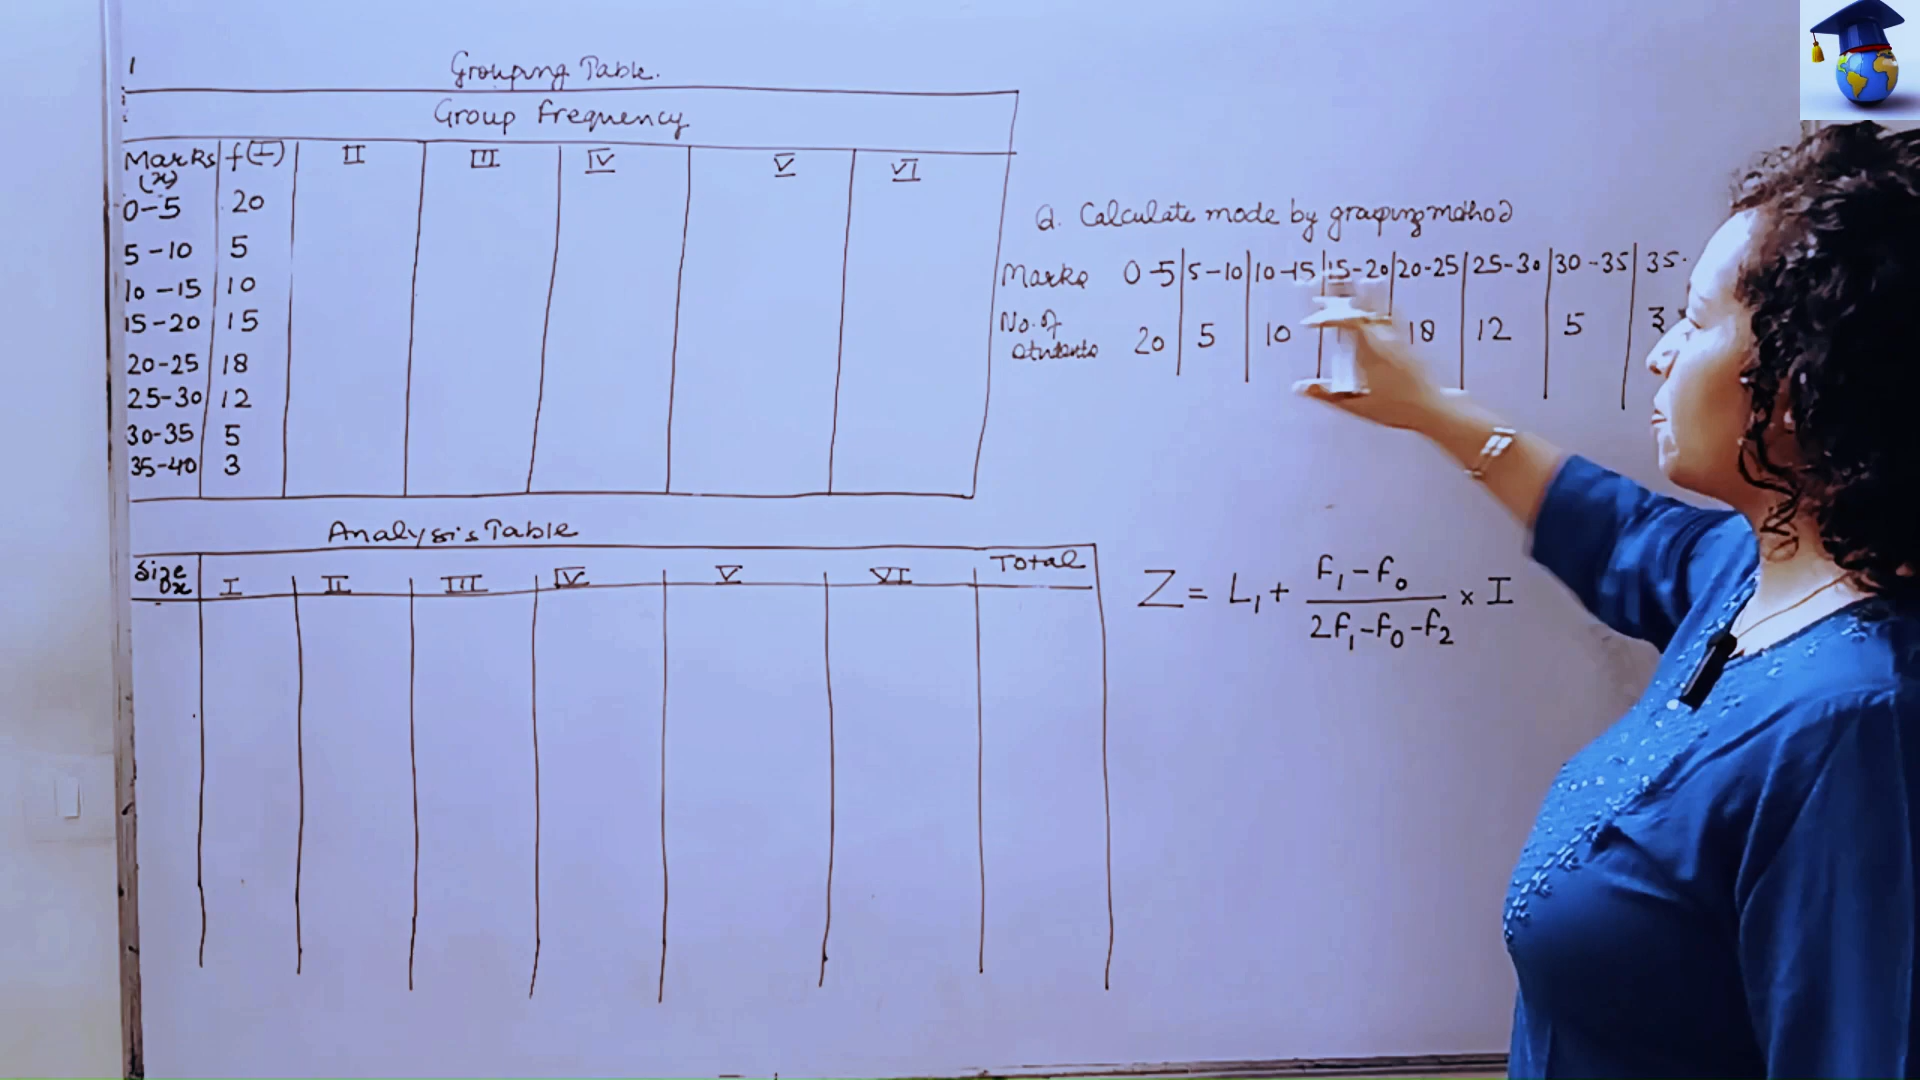 Grouping Table.
Group Frequency
Marks (x) f(I) II III IV V VI
0-5 20
5-10 5
10-15 10
15-20 15
20-25 18
25-30 12
30-35 5
35-40 3
Analysis Table
Size x I II III IV V VI Total
Q. Calculate mode by grouping method
Marks 0-5 5-10 10-15 15-20 20-25 25-30 30-35 35-
No. of students 20 5 10 18 12 5 3
Z = L₁ + f₁-f₀ / 2f₁-f₀-f₂ × I